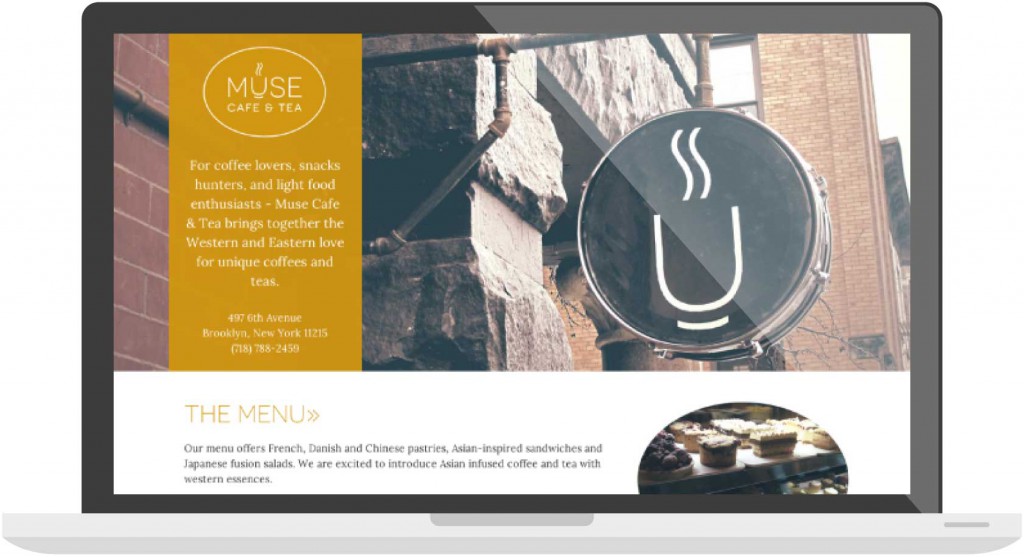 MUSE
CAFE & TEA
For coffee lovers, snacks
hunters, and light food
enthusiasts - Muse Cafe
& Tea brings together the
Western and Eastern love
for unique coffees and
teas.
497 6th Avenue
Brooklyn, New York 11215
(718) 788-2459
THE MENU»
Our menu offers French, Danish and Chinese pastries, Asian-inspired sandwiches and
Japanese fusion salads. We are excited to introduce Asian infused coffee and tea with
western essences.